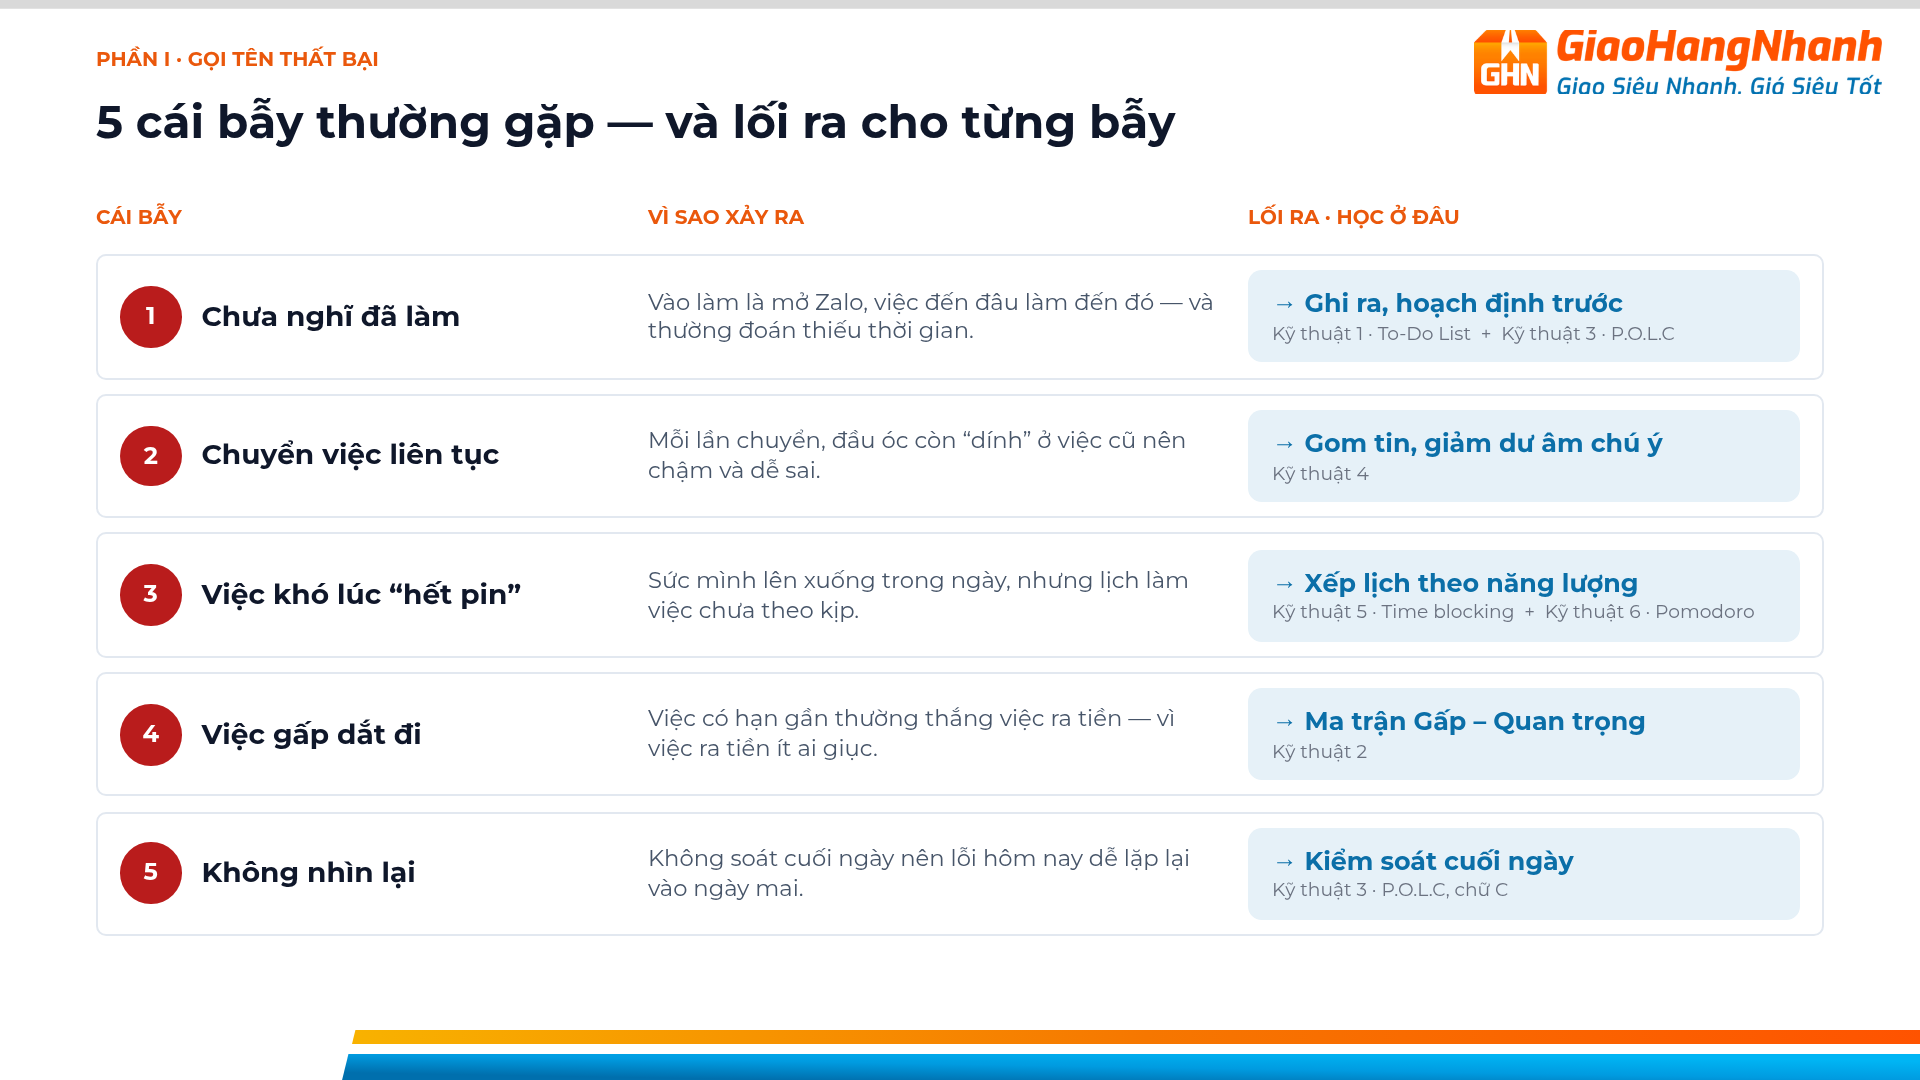 PHẦN I · GỌI TÊN THẤT BẠI
GHN
GiaoHangNhanh
Giao Siêu Nhanh, Giá Siêu Tốt
5 cái bẫy thường gặp — và lối ra cho từng bẫy
CÁI BẪY
VÌ SAO XẢY RA
LỐI RA · HỌC Ở ĐÂU
1
Chưa nghĩ đã làm
Vào làm là mở Zalo, việc đến đâu làm đến đó — và
thường đoán thiếu thời gian.
→ Ghi ra, hoạch định trước
Kỹ thuật 1 · To-Do List + Kỹ thuật 3 · P.O.L.C
2
Chuyển việc liên tục
Mỗi lần chuyển, đầu óc còn “dính” ở việc cũ nên
chậm và dễ sai.
→ Gom tin, giảm dư âm chú ý
Kỹ thuật 4
3
Việc khó lúc “hết pin”
Sức mình lên xuống trong ngày, nhưng lịch làm
việc chưa theo kịp.
→ Xếp lịch theo năng lượng
Kỹ thuật 5 · Time blocking + Kỹ thuật 6 · Pomodoro
4
Việc gấp dắt đi
Việc có hạn gần thường thắng việc ra tiền — vì
việc ra tiền ít ai giục.
→ Ma trận Gấp – Quan trọng
Kỹ thuật 2
5
Không nhìn lại
Không soát cuối ngày nên lỗi hôm nay dễ lặp lại
vào ngày mai.
→ Kiểm soát cuối ngày
Kỹ thuật 3 · P.O.L.C, chữ C